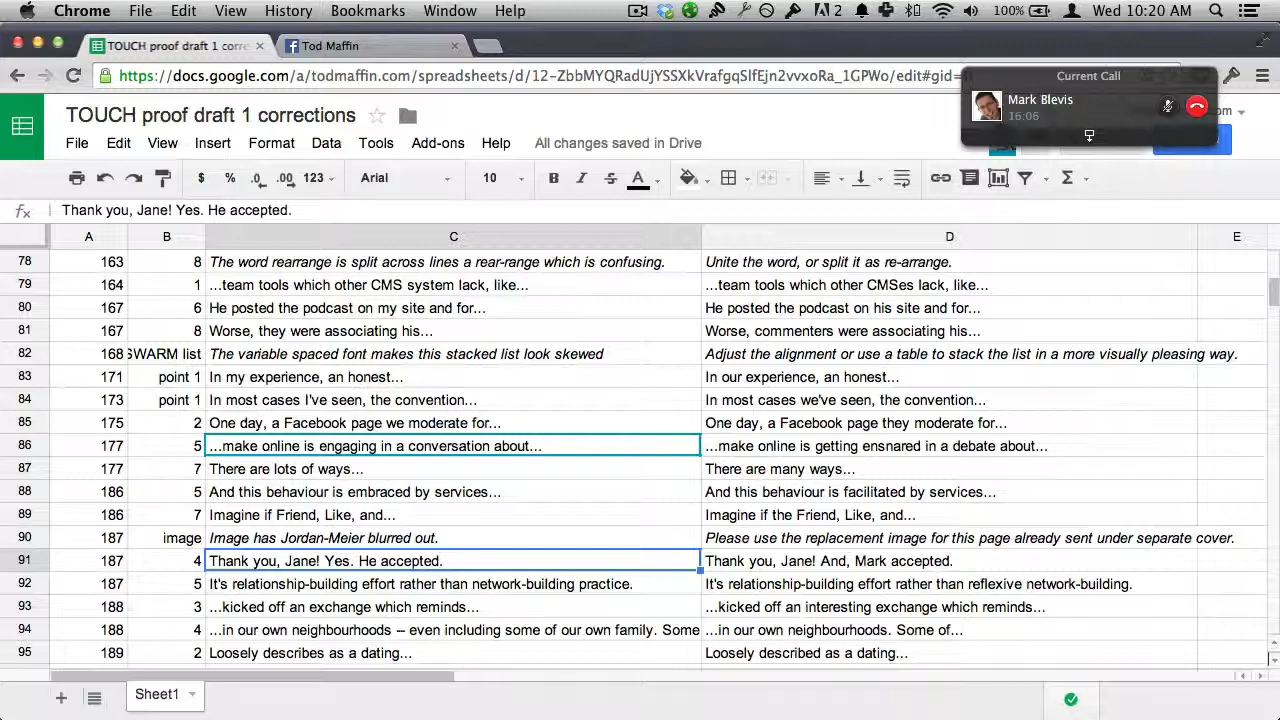 Chrome File Edit View History Bookmarks Window Help 2 100% Wed 10:20 AM
TOUCH proof draft 1 corre
Tod Maffin
https://docs.google.com/a/todmaffin.com/spreadsheets/d/
Current Call
Mark Blevis
16:06
TOUCH proof draft 1 corrections
File Edit View Insert Format Data Tools Add-ons Help All changes saved in Drive
$ % .0 .00 123 Arial 10 B I S A Σ
fx Thank you, Jane! Yes. He accepted.
A B C D E
78 163 8 The word rearrange is split across lines a rear-range which is confusing. Unite the word, or split it as re-arrange.
79 164 1 ...team tools which other CMS system lack, like... ...team tools which other CMSes lack, like...
80 167 6 He posted the podcast on my site and for... He posted the podcast on his site and for...
81 167 8 Worse, they were associating his... Worse, commenters were associating his...
82 168 SWARM list The variable spaced font makes this stacked list look skewed Adjust the alignment or use a table to stack the list in a more visually pleasing way.
83 171 point 1 In my experience, an honest... In our experience, an honest...
84 173 point 1 In most cases I've seen, the convention... In most cases we've seen, the convention...
85 175 2 One day, a Facebook page we moderate for... One day, a Facebook page they moderate for...
86 177 5 ...make online is engaging in a conversation about... ...make online is getting ensnared in a debate about...
87 177 7 There are lots of ways... There are many ways...
88 186 5 And this behaviour is embraced by services... And this behaviour is facilitated by services...
89 186 7 Imagine if Friend, Like, and... Imagine if the Friend, Like, and...
90 187 image Image has Jordan-Meier blurred out. Please use the replacement image for this page already sent under separate cover.
91 187 4 Thank you, Jane! Yes. He accepted. Thank you, Jane! And, Mark accepted.
92 187 5 It's relationship-building effort rather than network-building practice. It's relationship-building effort rather than reflexive network-building.
93 188 3 ...kicked off an exchange which reminds... ...kicked off an interesting exchange which reminds...
94 188 4 ...in our own neighbourhoods -- even including some of our own family. Some ...in our own neighbourhoods. Some of...
95 189 2 Loosely describes as a dating... Loosely described as a dating...
Sheet1